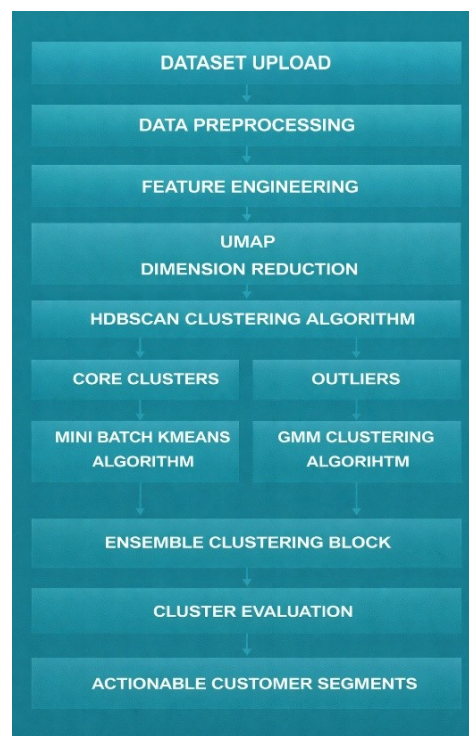 DATASET UPLOAD
DATA PREPROCESSING
FEATURE ENGINEERING
UMAP
DIMENSION REDUCTION
HDBSCAN CLUSTERING ALGORITHM
CORE CLUSTERS
OUTLIERS
MINI BATCH KMEANS
ALGORITHM
GMM CLUSTERING
ALGORIHTM
ENSEMBLE CLUSTERING BLOCK
CLUSTER EVALUATION
ACTIONABLE CUSTOMER SEGMENTS